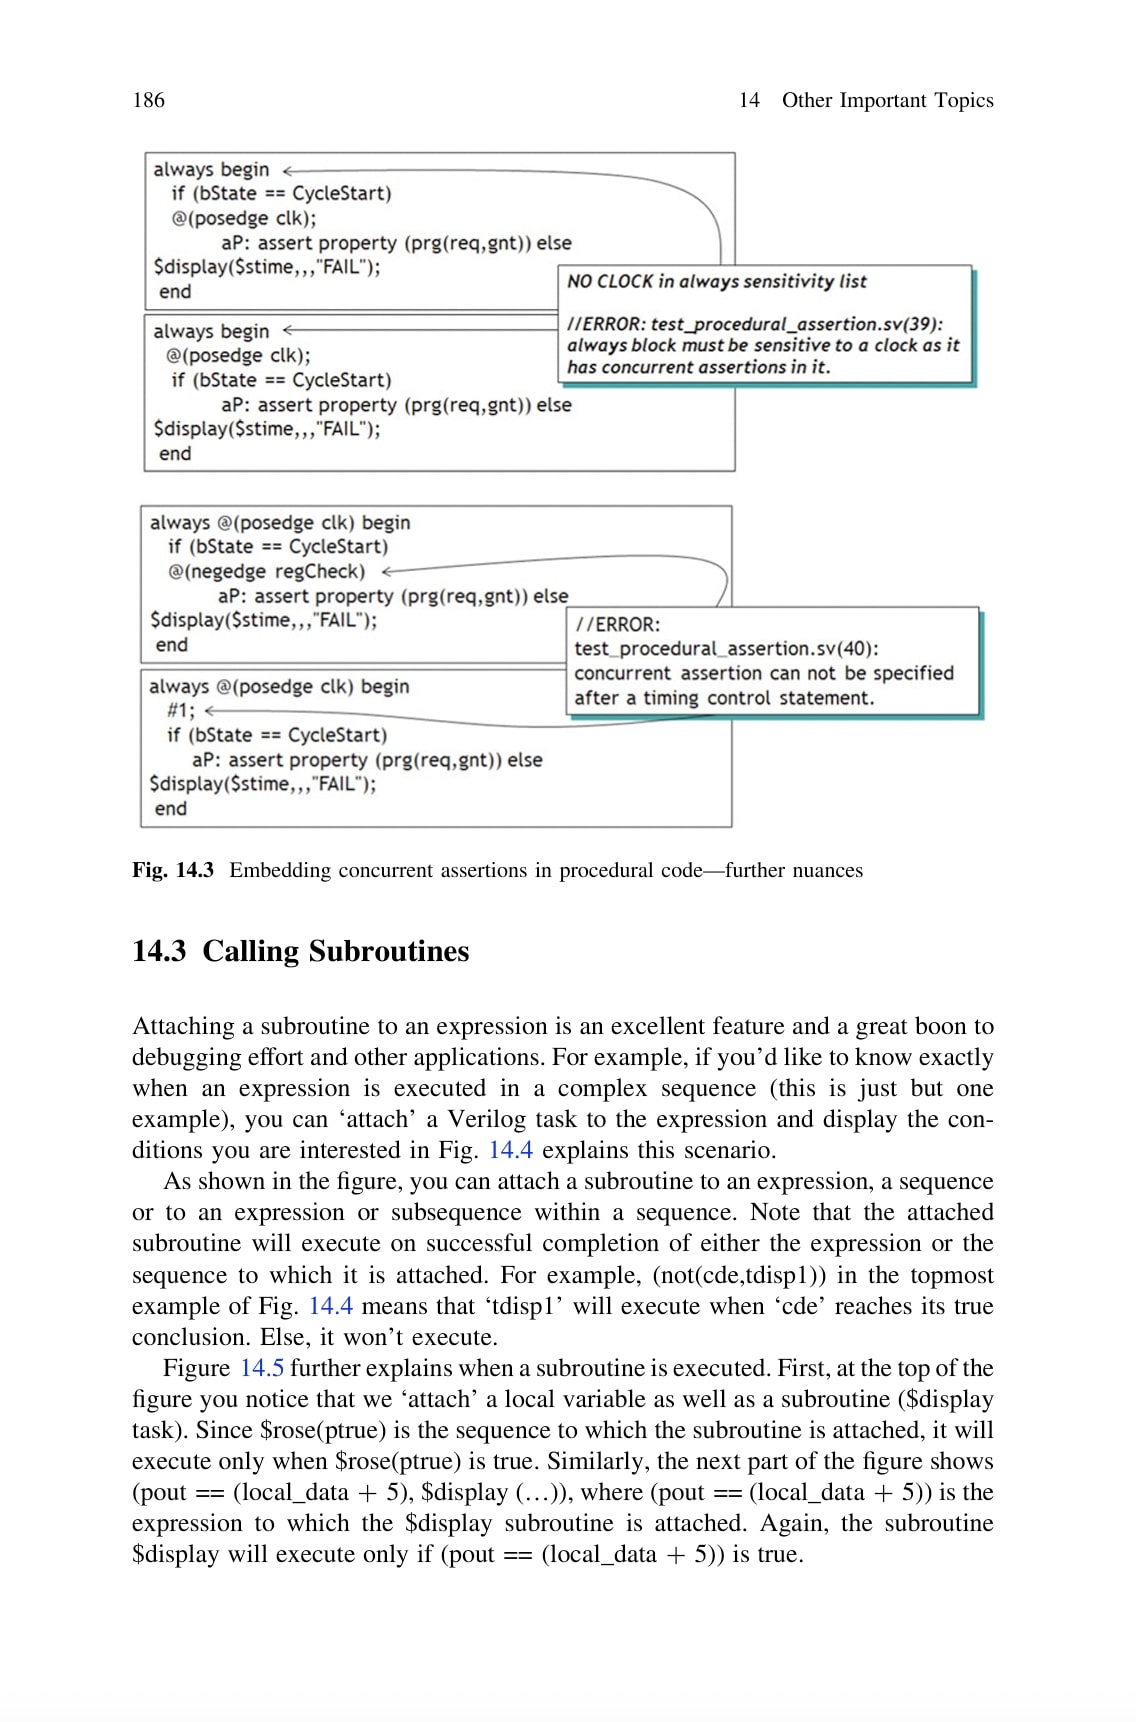 186
14 Other Important Topics
always begin
if (bState == CycleStart)
@(posedge clk);
aP: assert property (prg(req,gnt)) else
$display($stime,,,"FAIL");
end
NO CLOCK in always sensitivity list
//ERROR: test_procedural_assertion.sv(39):
always block must be sensitive to a clock as it
has concurrent assertions in it.
always begin
@(posedge clk);
if (bState == CycleStart)
aP: assert property (prg(req,gnt)) else
$display($stime,,,"FAIL");
end
always @(posedge clk) begin
if (bState == CycleStart)
@(negedge regCheck)
aP: assert property (prg(req,gnt)) else
$display($stime,,,"FAIL");
end
//ERROR:
test_procedural_assertion.sv(40):
concurrent assertion can not be specified
after a timing control statement.
always @(posedge clk) begin
#1;
if (bState == CycleStart)
aP: assert property (prg(req,gnt)) else
$display($stime,,,"FAIL");
end
Fig. 14.3 Embedding concurrent assertions in procedural code—further nuances
14.3 Calling Subroutines
Attaching a subroutine to an expression is an excellent feature and a great boon to
debugging effort and other applications. For example, if you’d like to know exactly
when an expression is executed in a complex sequence (this is just but one
example), you can ‘attach’ a Verilog task to the expression and display the con-
ditions you are interested in Fig. 14.4 explains this scenario.
As shown in the figure, you can attach a subroutine to an expression, a sequence
or to an expression or subsequence within a sequence. Note that the attached
subroutine will execute on successful completion of either the expression or the
sequence to which it is attached. For example, (not(cde,tdisp1)) in the topmost
example of Fig. 14.4 means that ‘tdisp1’ will execute when ‘cde’ reaches its true
conclusion. Else, it won’t execute.
Figure 14.5 further explains when a subroutine is executed. First, at the top of the
figure you notice that we ‘attach’ a local variable as well as a subroutine ($display
task). Since $rose(ptrue) is the sequence to which the subroutine is attached, it will
execute only when $rose(ptrue) is true. Similarly, the next part of the figure shows
(pout == (local_data + 5), $display (…)), where (pout == (local_data + 5)) is the
expression to which the $display subroutine is attached. Again, the subroutine
$display will execute only if (pout == (local_data + 5)) is true.